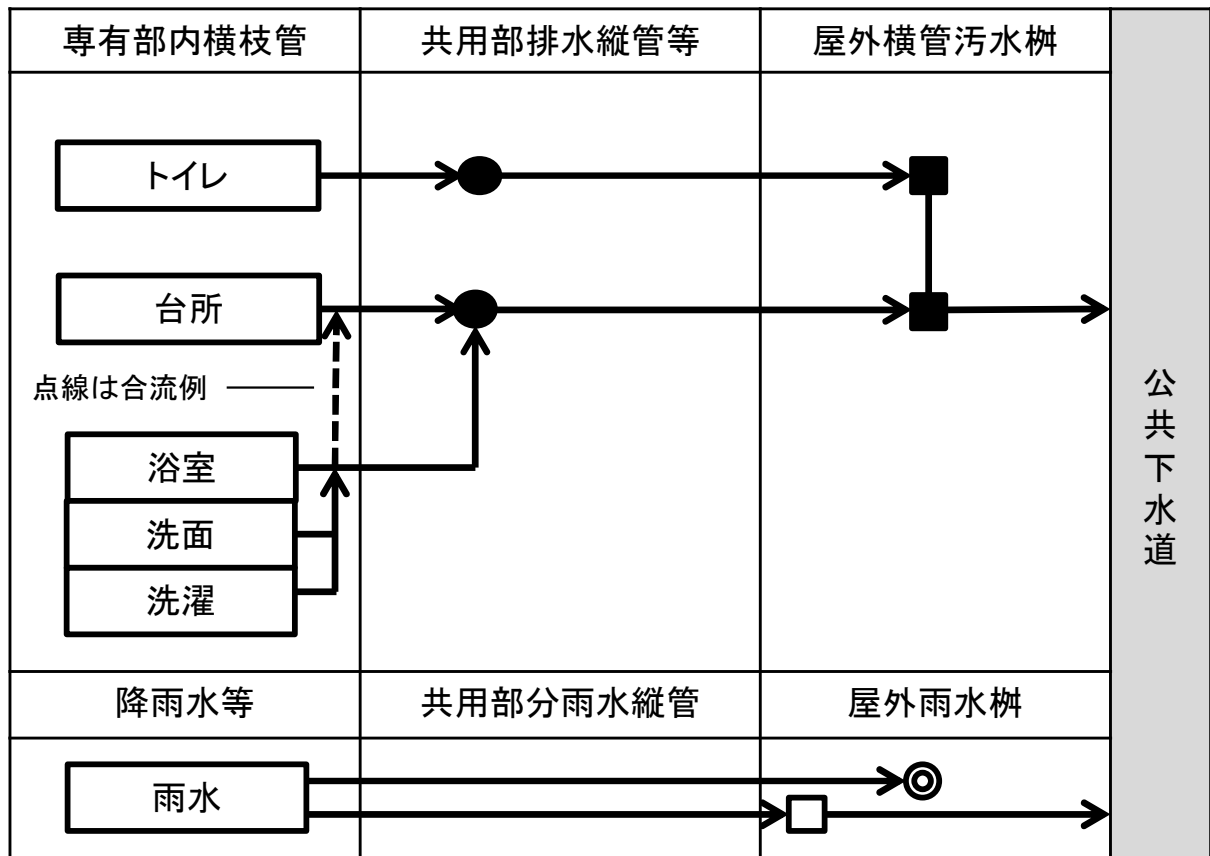 専有部内横枝管
共用部排水縦管等
屋外横管汚水桝
トイレ
台所
点線は合流例
浴室
洗面
洗濯
公共下水道
降雨水等
共用部分雨水縦管
屋外雨水桝
雨水